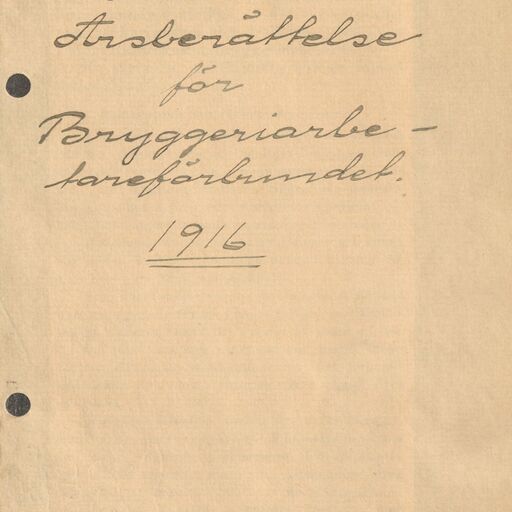 Årsberättelse
för
Bryggeriarbe-
tareförbundet.
1916